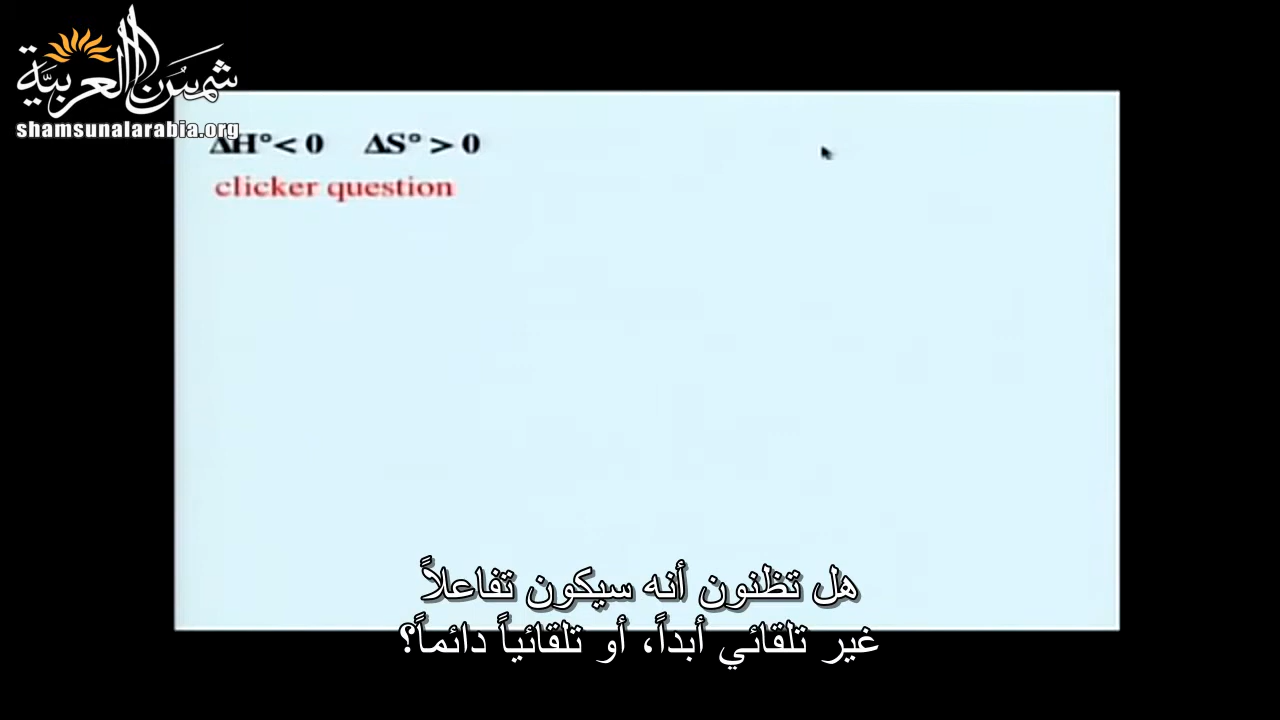 شمس العربية
shamsunalarabia.org
ΔH°< 0 ΔS° > 0
clicker question
هل تظنون أنه سيكون تفاعلاً
غير تلقائي أبداً، أو تلقائياً دائماً؟